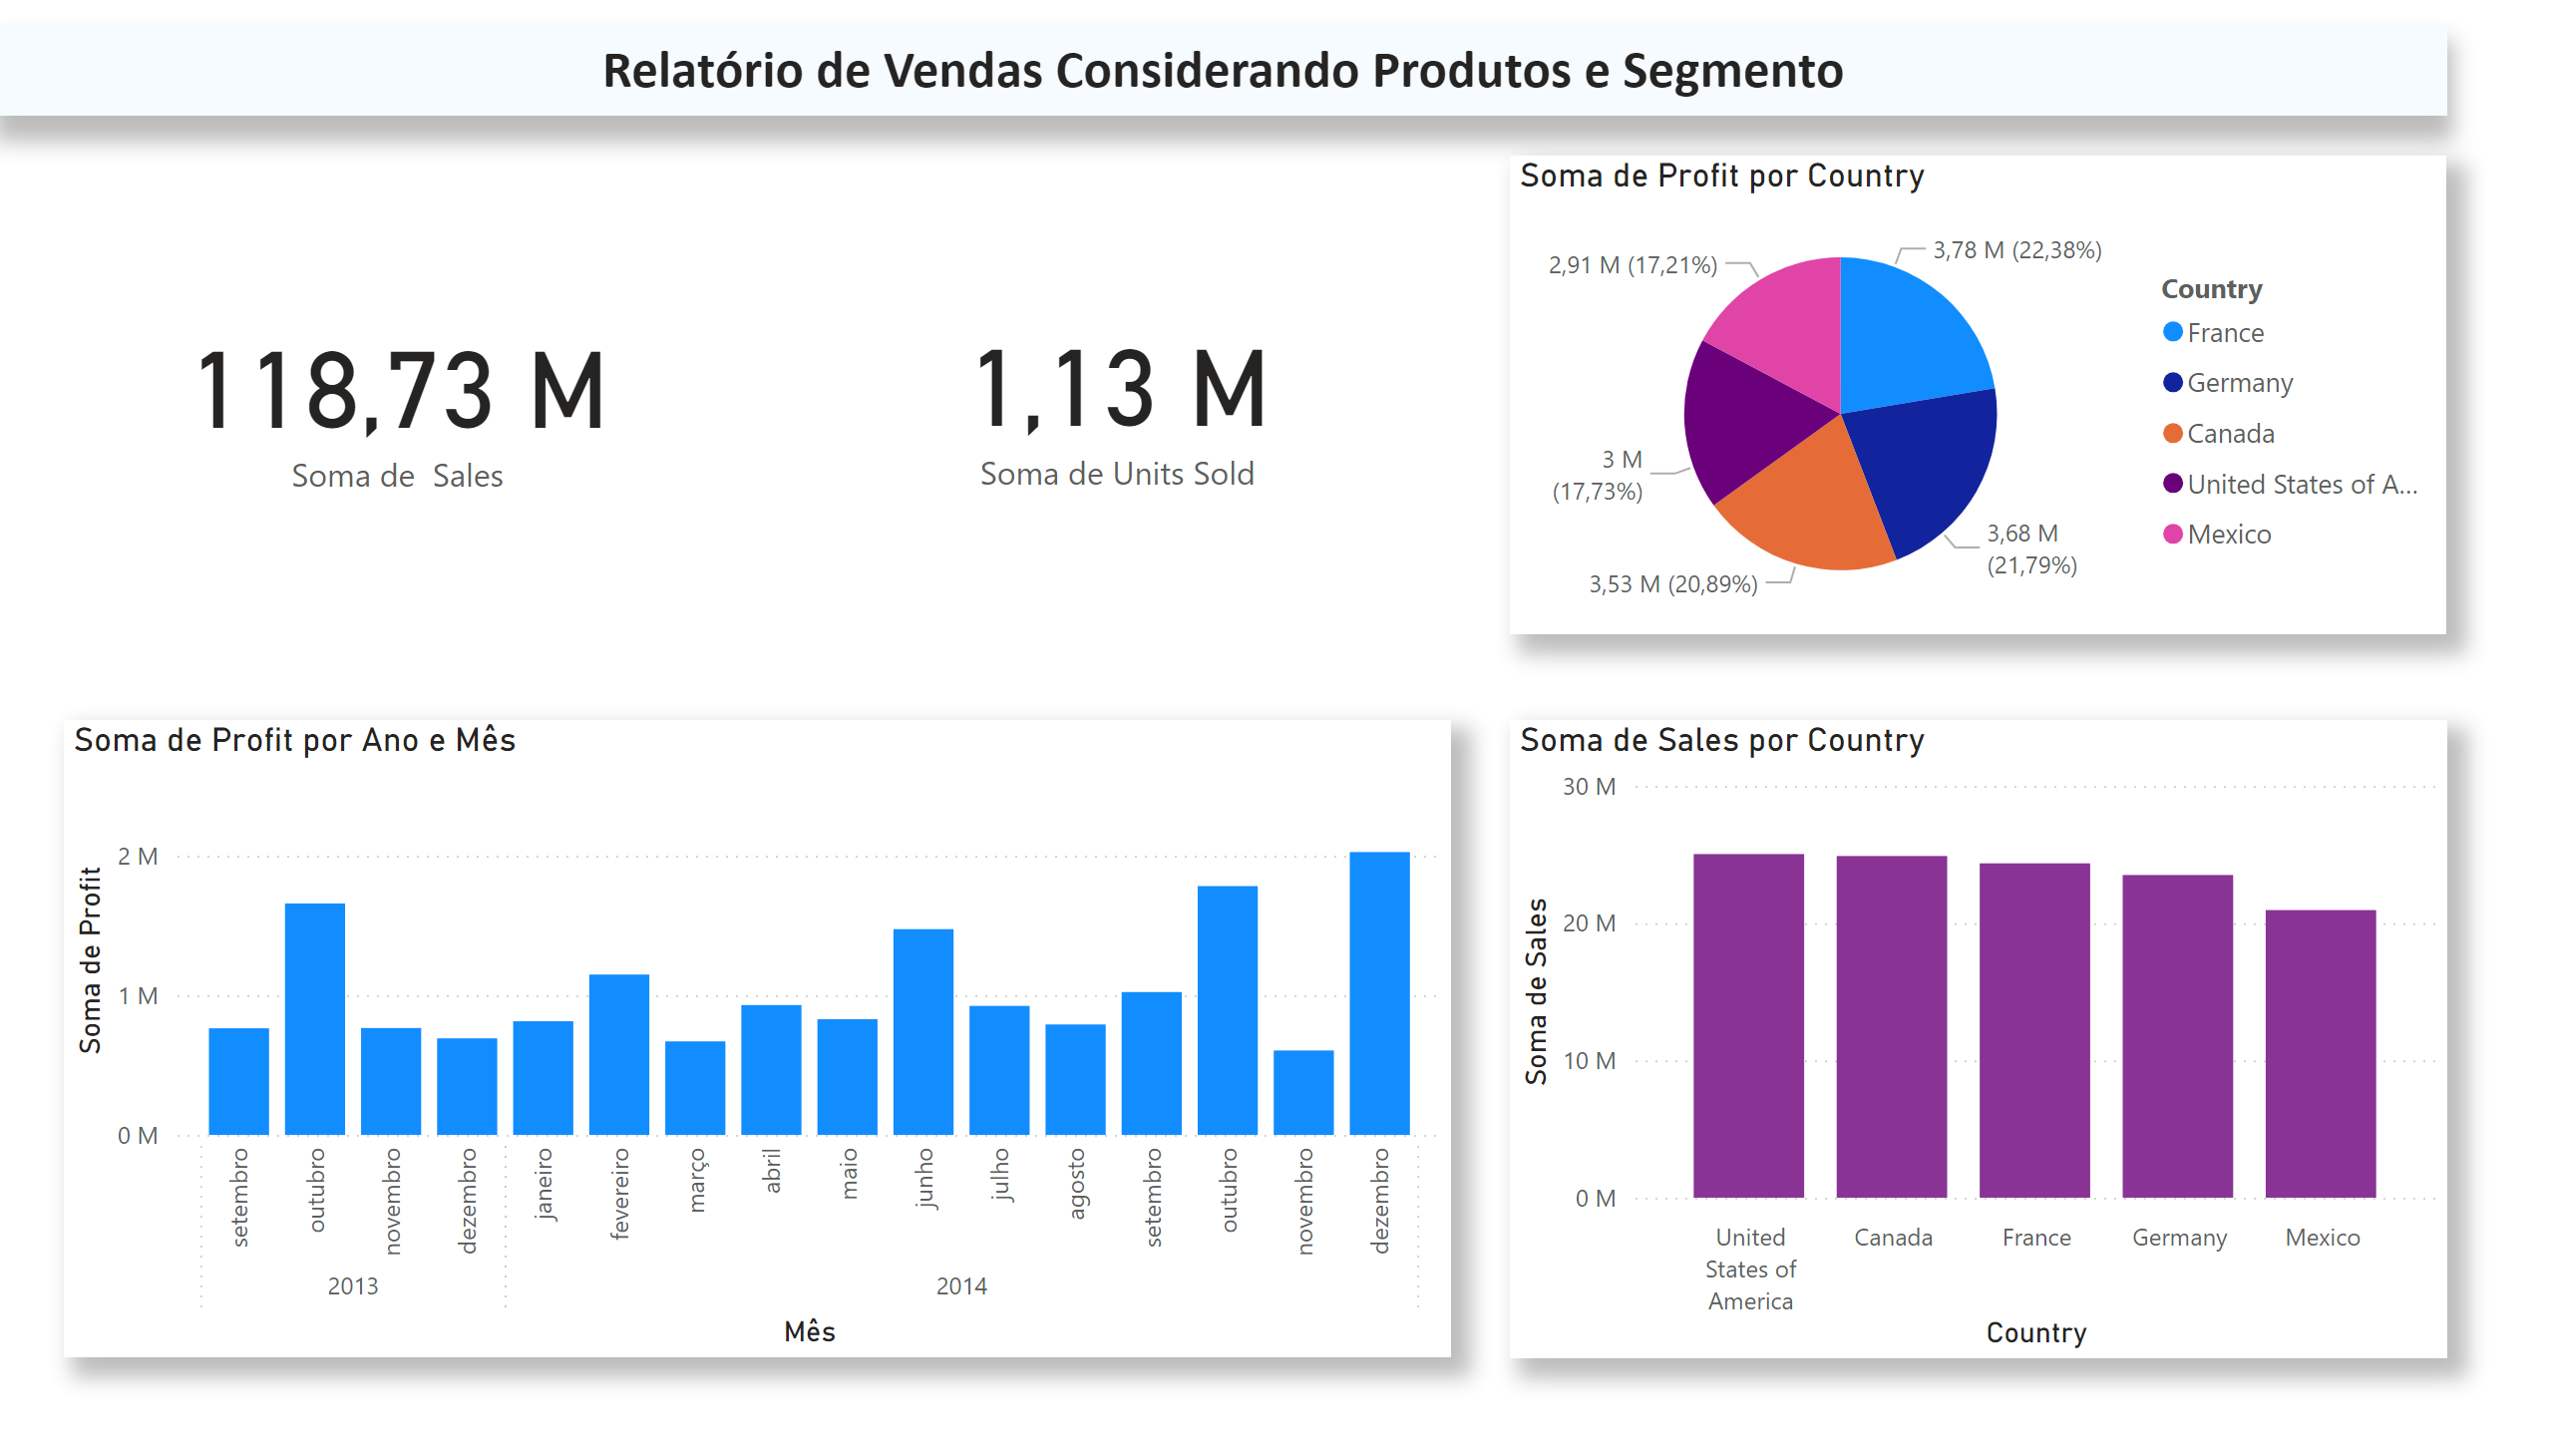 Relatório de Vendas Considerando Produtos e Segmento
118,73 M
Soma de  Sales
1,13 M
Soma de Units Sold
Soma de Profit por Country
3,78 M (22,38%)
2,91 M (17,21%)
3 M
(17,73%)
3,68 M
(21,79%)
3,53 M (20,89%)
Country
France
Germany
Canada
United States of A...
Mexico
Soma de Profit por Ano e Mês
Soma de Profit
2 M
1 M
0 M
setembro
outubro
novembro
dezembro
janeiro
fevereiro
março
abril
maio
junho
julho
agosto
setembro
outubro
novembro
dezembro
2013
2014
Mês
Soma de Sales por Country
Soma de Sales
30 M
20 M
10 M
0 M
United
States of
America
Canada
France
Germany
Mexico
Country